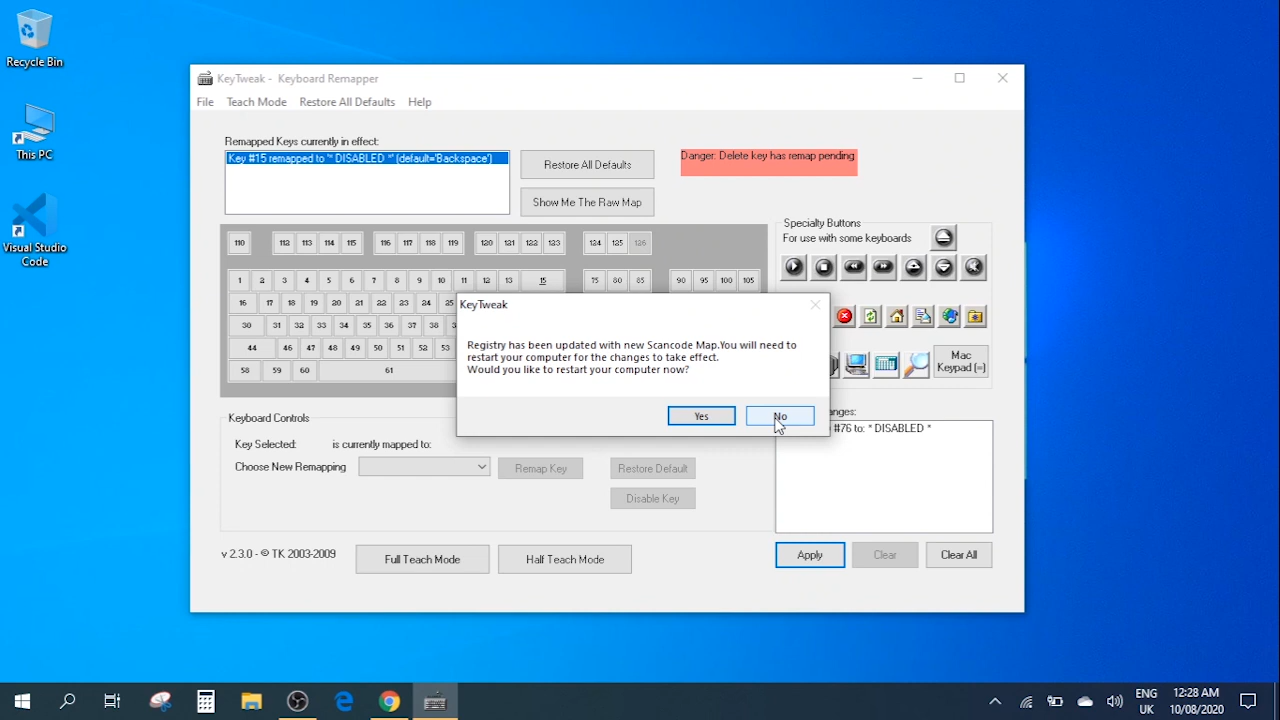 Recycle Bin
This PC
Visual Studio
Code
KeyTweak -  Keyboard Remapper
File  Teach Mode  Restore All Defaults  Help
Remapped Keys currently in effect:
Key #15 remapped to '* DISABLED *' (default='Backspace')
Restore All Defaults
Show Me The Raw Map
Danger: Delete key has remap pending
Specialty Buttons
For use with some keyboards
110 112 113 114 115 116 117 118 119 120 121 122 123 124 125 126
1 2 3 4 5 6 7 8 9 10 11 12 13 15 75 80 85 90 95 100 105
16 17 18 19 20 21 22 23 24 25
30 31 32 33 34 35 36 37 38
44 46 47 48 49 50 51 52 53
58 59 60 61
Mac
Keypad (=)
KeyTweak
Registry has been updated with new Scancode Map.You will need to
restart your computer for the changes to take effect.
Would you like to restart your computer now?
Yes
No
anges:
#76 to: * DISABLED *
Keyboard Controls
Key Selected:  is currently mapped to:
Choose New Remapping
Remap Key
Restore Default
Disable Key
v 2.3.0 - © TK 2003-2009
Full Teach Mode
Half Teach Mode
Apply
Clear
Clear All
ENG
UK
12:28 AM
10/08/2020